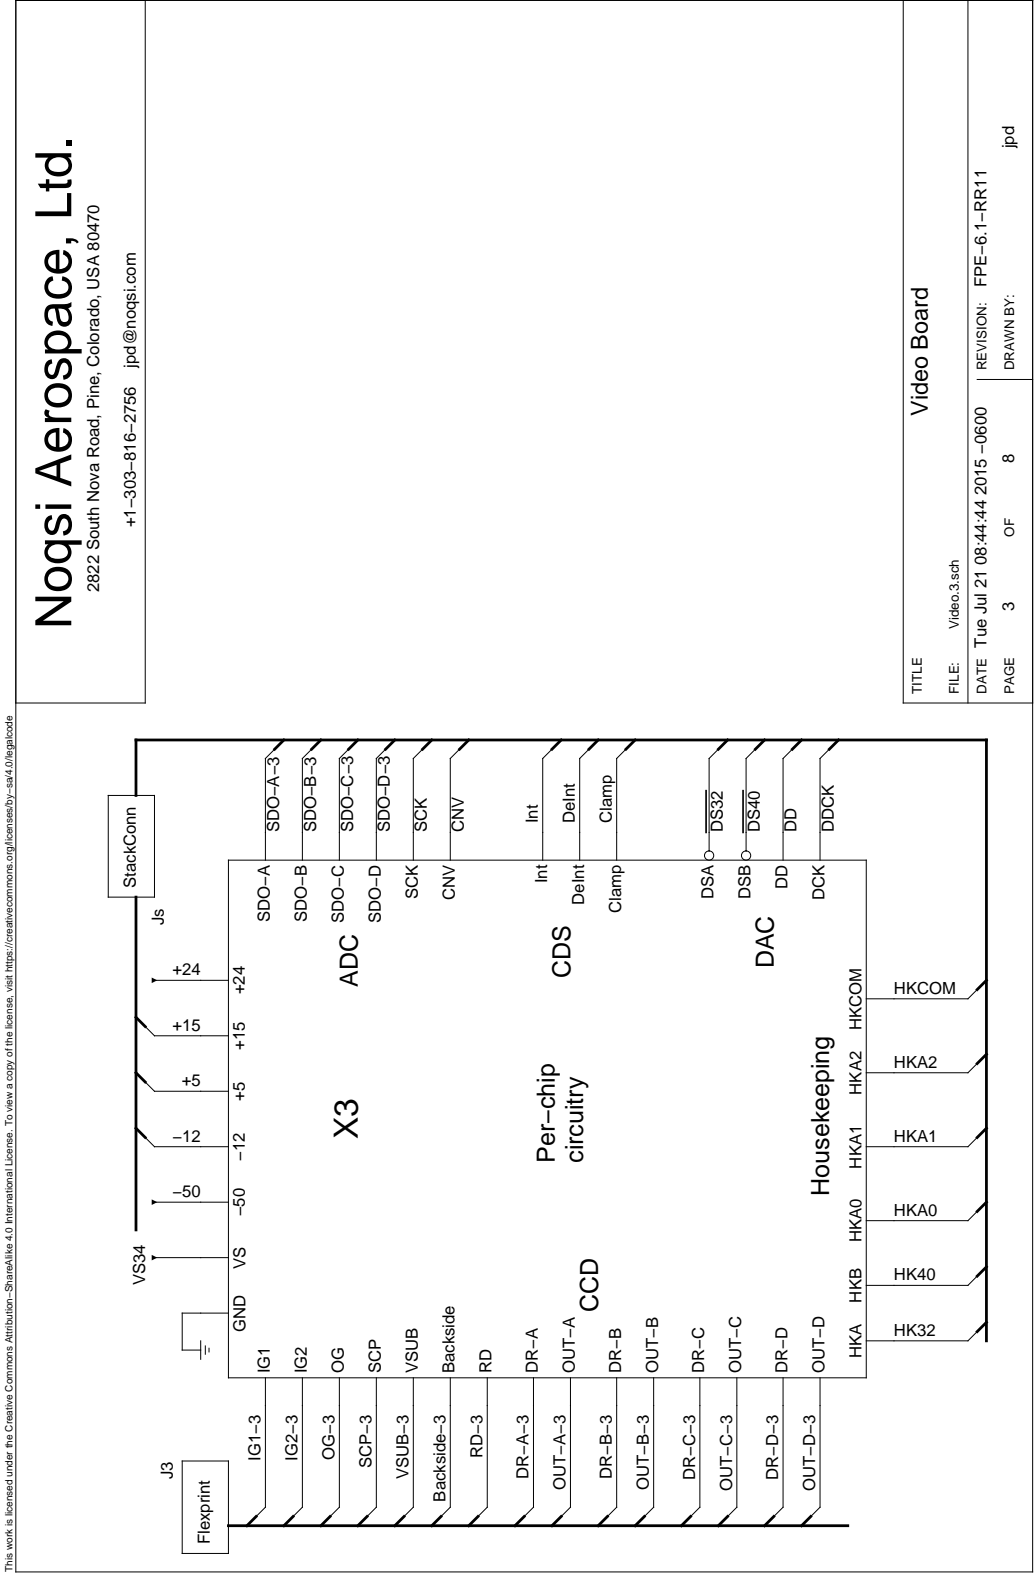 This work is licensed under the Creative Commons Attribution–ShareAlike 4.0 International License. To view a copy of the license, visit https://creativecommons.org/licenses/by–sa/4.0/legalcode
Noqsi Aerospace, Ltd.
2822 South Nova Road, Pine, Colorado, USA 80470
+1–303–816–2756 jpd@noqsi.com
StackConn
Js
J3
Flexprint
VS34
–50
–12
+5
+15
+24
GND
VS
–50
–12
+5
+15
+24
IG1–3
IG2–3
OG–3
SCP–3
VSUB–3
Backside–3
RD–3
DR–A–3
OUT–A–3
DR–B–3
OUT–B–3
DR–C–3
OUT–C–3
DR–D–3
OUT–D–3
IG1
IG2
OG
SCP
VSUB
Backside
RD
DR–A
OUT–A
DR–B
OUT–B
DR–C
OUT–C
DR–D
OUT–D
CCD
X3
Per–chip
circuitry
ADC
CDS
DAC
Housekeeping
SDO–A
SDO–B
SDO–C
SDO–D
SCK
CNV
Int
DeInt
Clamp
DSA
DSB
DD
DCK
SDO–A–3
SDO–B–3
SDO–C–3
SDO–D–3
SCK
CNV
Int
DeInt
Clamp
DS32
DS40
DD
DDCK
HKA
HKB
HKA0
HKA1
HKA2
HKCOM
HK32
HK40
HKA0
HKA1
HKA2
HKCOM
TITLE
Video Board
FILE: Video.3.sch
DATE Tue Jul 21 08:44:44 2015 –0600
REVISION: FPE–6.1–RR11
PAGE 3 OF 8
DRAWN BY: jpd